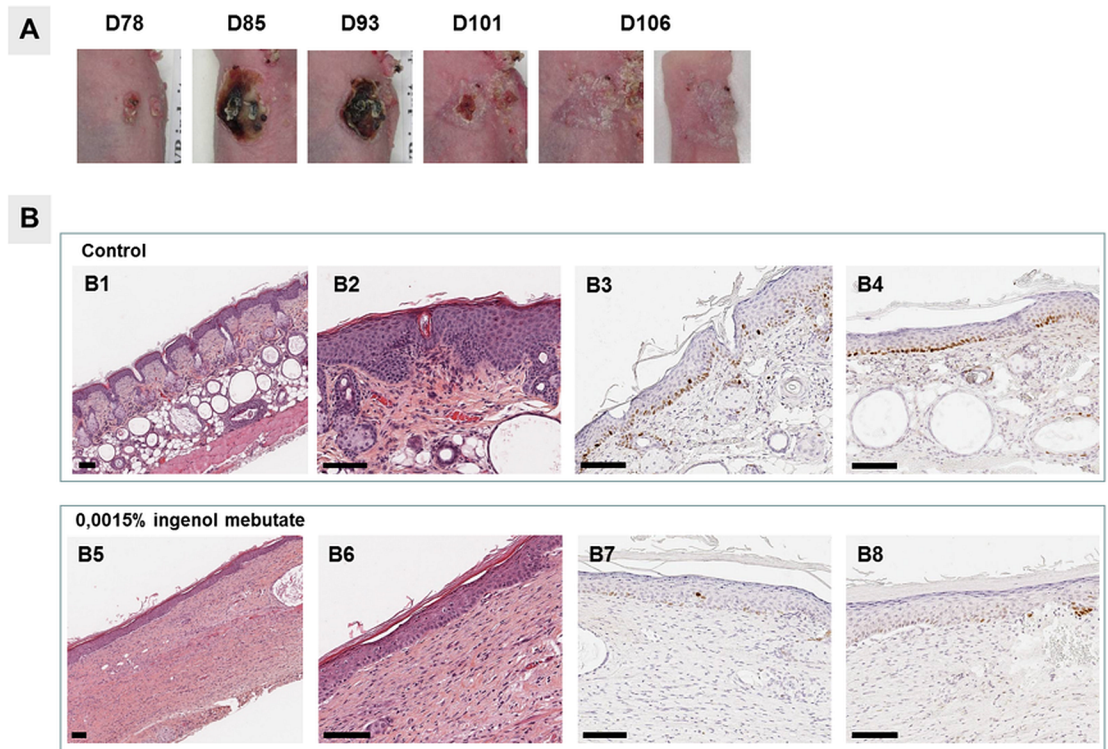 A
D78 D85 D93 D101 D106
B
Control
B1 B2 B3 B4
0,0015% ingenol mebutate
B5 B6 B7 B8